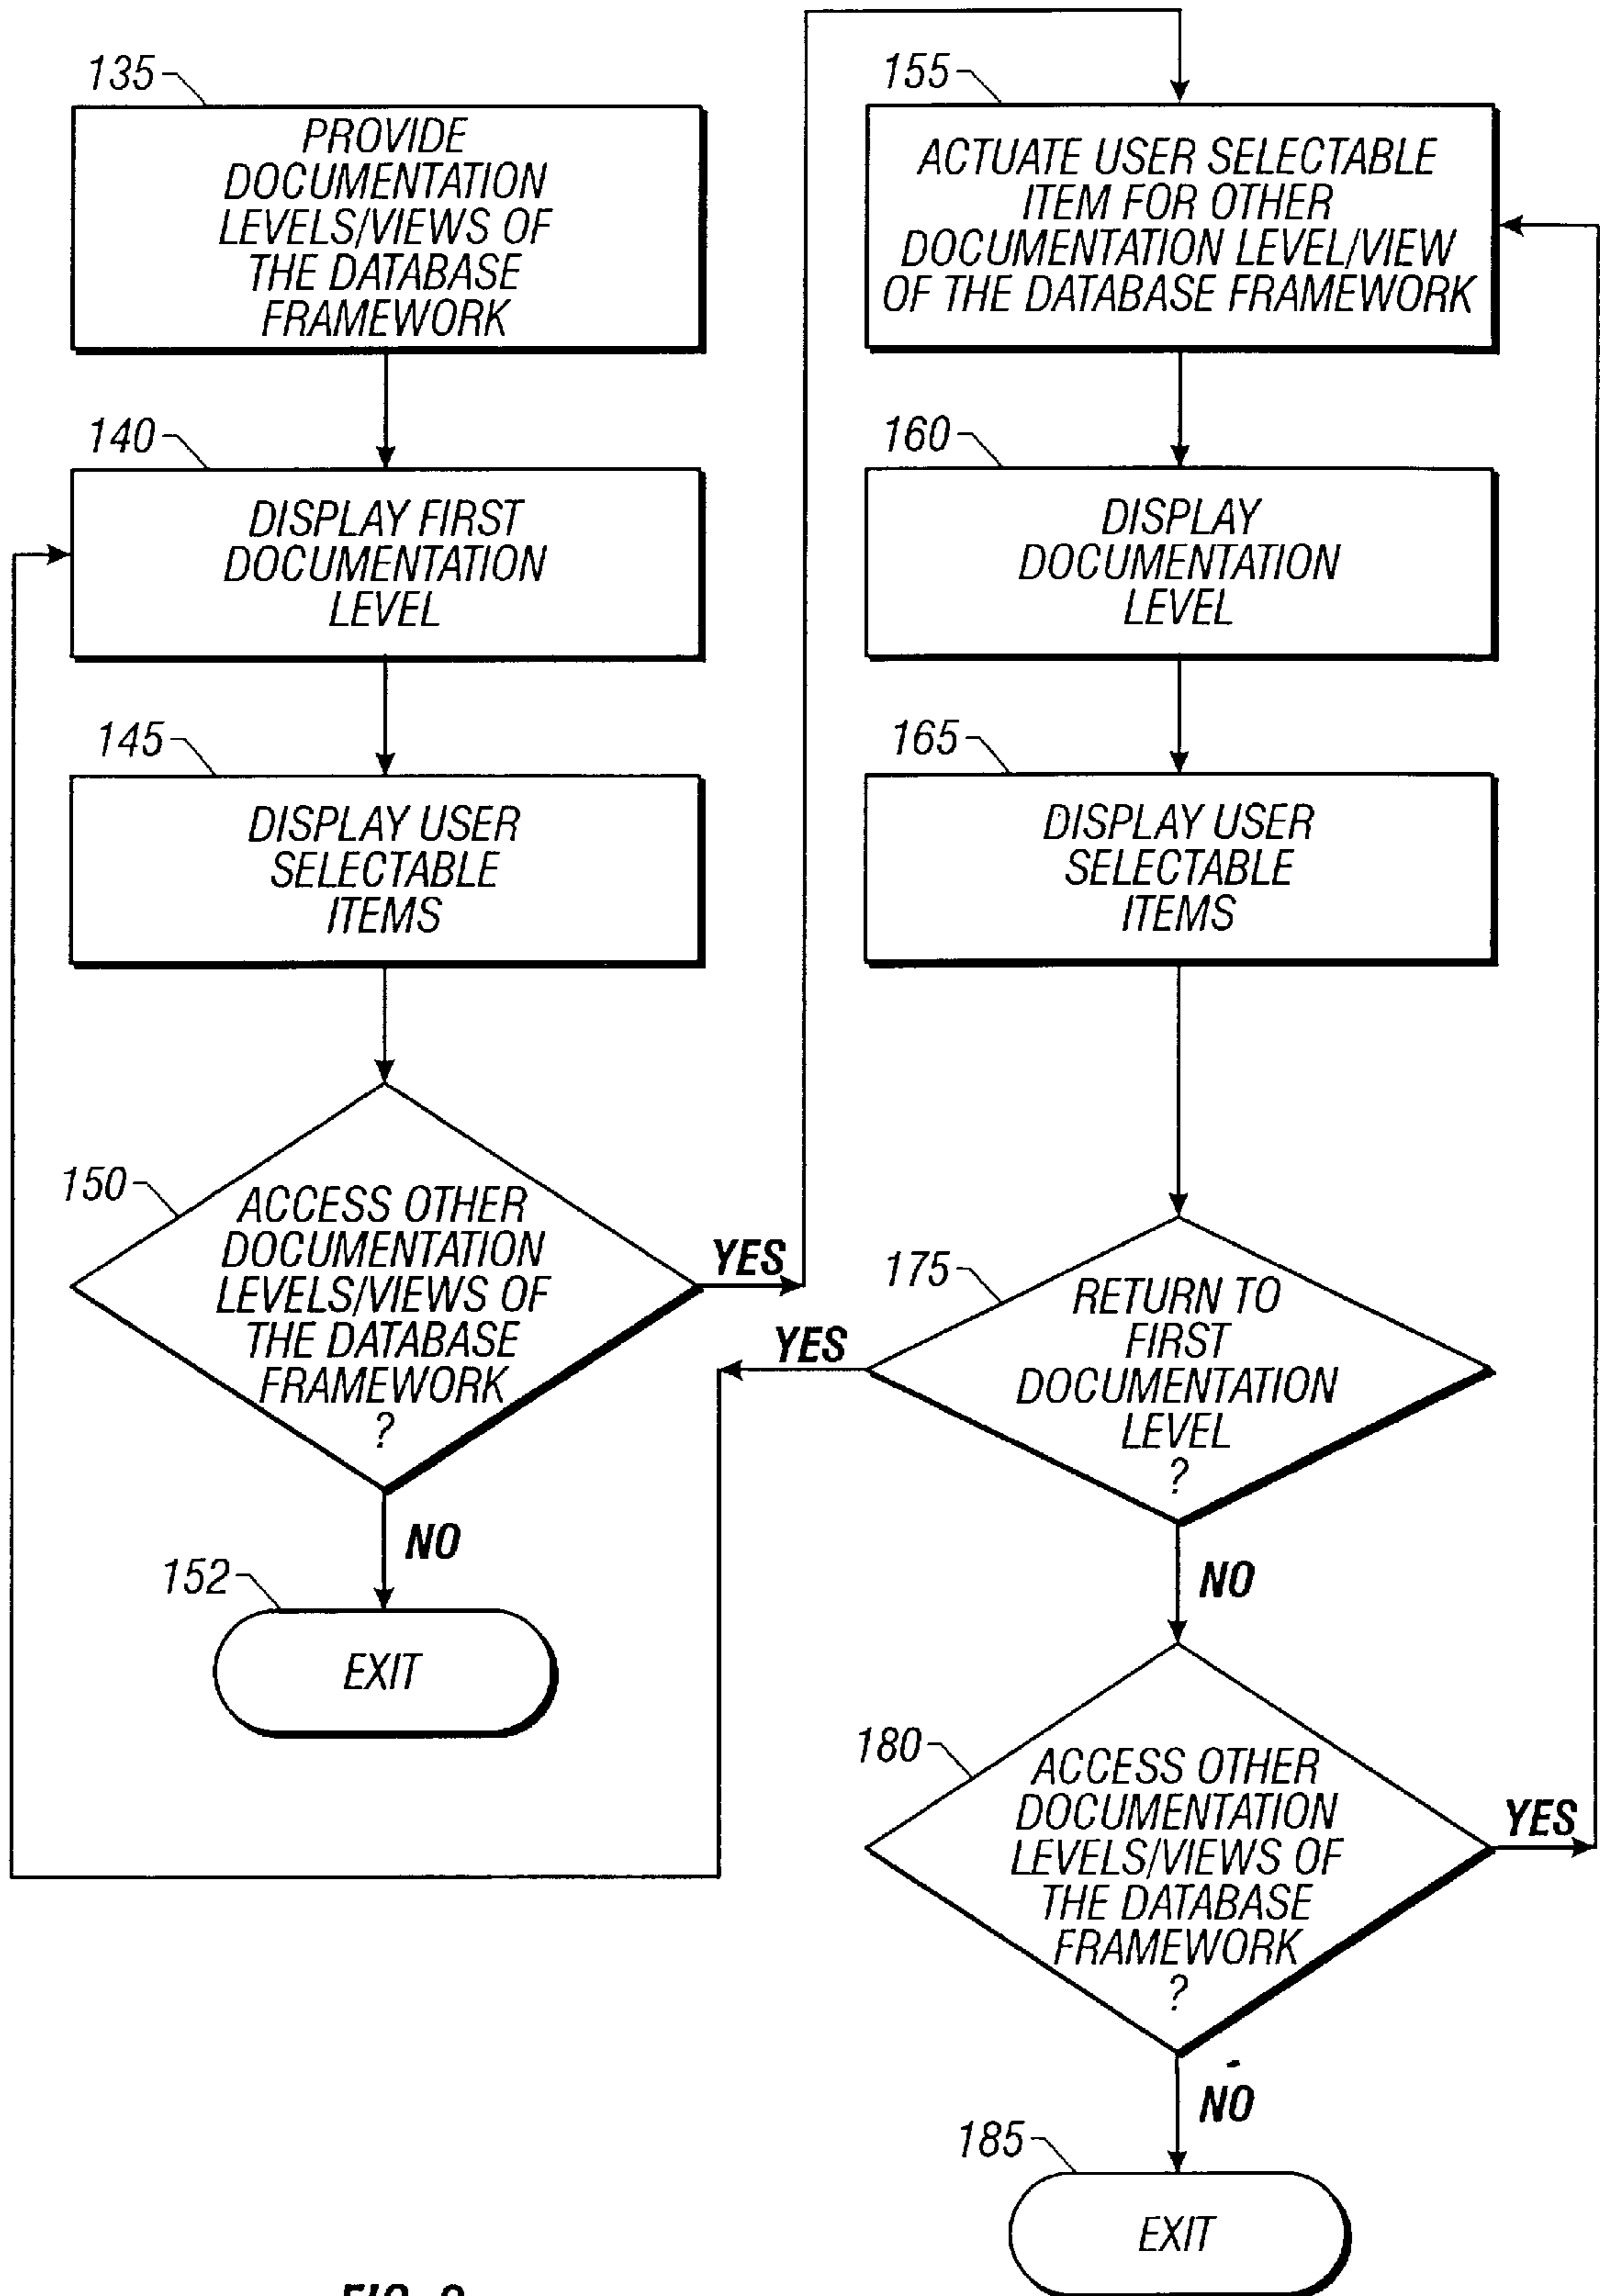 135
PROVIDE
DOCUMENTATION
LEVELS/VIEWS OF
THE DATABASE
FRAMEWORK
140
DISPLAY FIRST
DOCUMENTATION
LEVEL
145
DISPLAY USER
SELECTABLE
ITEMS
150
ACCESS OTHER
DOCUMENTATION
LEVELS/VIEWS OF
THE DATABASE
FRAMEWORK
?
YES
NO
152
EXIT
155
ACTUATE USER SELECTABLE
ITEM FOR OTHER
DOCUMENTATION LEVEL/VIEW
OF THE DATABASE FRAMEWORK
160
DISPLAY
DOCUMENTATION
LEVEL
165
DISPLAY USER
SELECTABLE
ITEMS
175
RETURN TO
FIRST
DOCUMENTATION
LEVEL
?
YES
NO
180
ACCESS OTHER
DOCUMENTATION
LEVELS/VIEWS OF
THE DATABASE
FRAMEWORK
?
YES
NO
185
EXIT